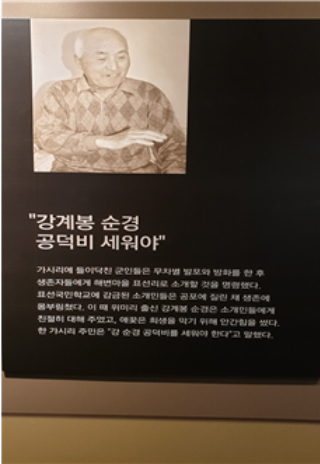 "강계봉 순경
공덕비 세워야"
가시리에 들이닥친 군인들은 무차별 발포와 방화를 한 후
생존자들에게 해변마을 표선리로 소개할 것을 명령했다.
표선국민학교에 감금된 소개인들은 공포에 질린 채 생존에
몸부림쳤다. 이 때 위미리 출신 강계봉 순경은 소개인들에게
친절히 대해 주었고, 애꿎은 희생을 막기 위해 안간힘을 썼다.
한 가시리 주민은 "강 순경 공덕비를 세워야 한다"고 말했다.